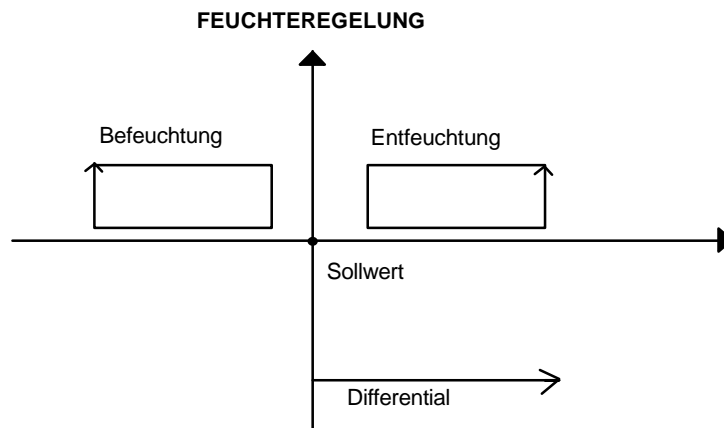 FEUCHTEREGELUNG
Befeuchtung
Entfeuchtung
Sollwert
Differential